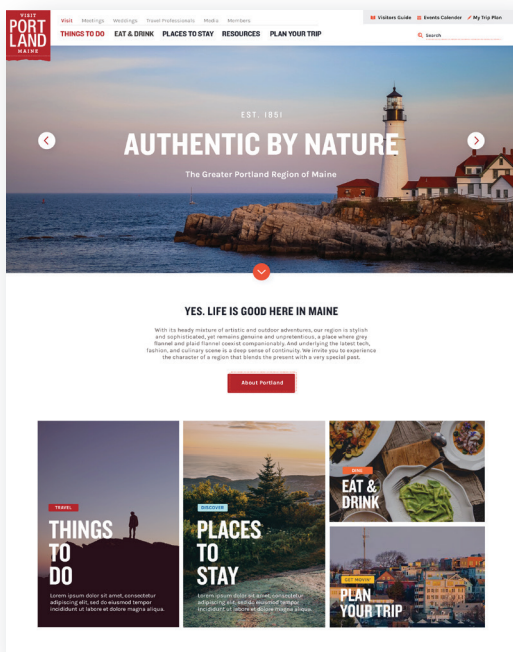 VISIT
PORT
LAND
MAINE
Visit Meetings Weddings Travel Professionals Media Members
Visitors Guide Events Calender My Trip Plan
THINGS TO DO EAT & DRINK PLACES TO STAY RESOURCES PLAN YOUR TRIP
Search
EST. 1851
AUTHENTIC BY NATURE
The Greater Portland Region of Maine
YES. LIFE IS GOOD HERE IN MAINE
With its heady mixture of artistic and outdoor adventures, our region is stylish
and sophisticated, yet remains genuine and unpretentious, a place where grey
flannel and plaid flannel coexist companionably. And underlying the latest tech,
fashion, and culinary scene is a deep sense of continuity. We invite you to experience
the character of a region that blends the present with a very special past.
About Portland
TRAVEL
THINGS
TO
DO
Lorem ipsum dolor sit amet, consectetur
adipiscing elit, sed do eiusmod tempor
incididunt ut labore et dolore magna aliqua.
DISCOVER
PLACES
TO
STAY
Lorem ipsum dolor sit amet, consectetur
adipiscing elit, sed do eiusmod tempor
incididunt ut labore et dolore magna aliqua.
DINE
EAT &
DRINK
GET MOVIN'
PLAN
YOUR TRIP